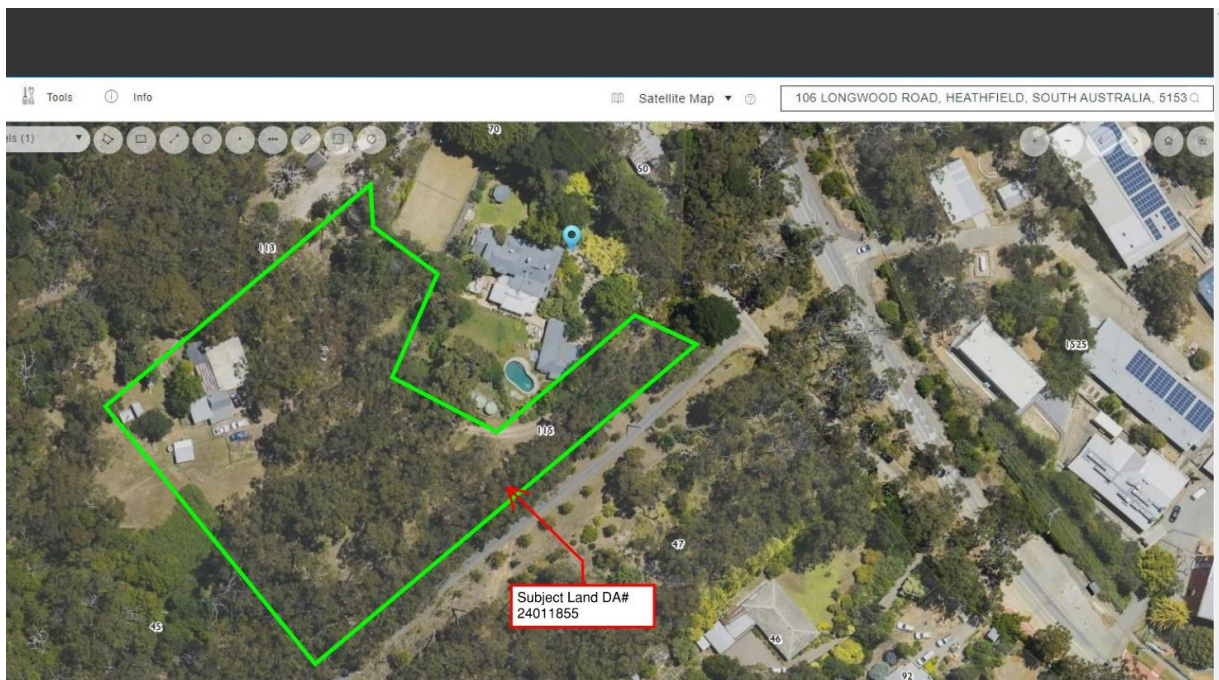 Tools
Info
Satellite Map
106 LONGWOOD ROAD, HEATHFIELD, SOUTH AUSTRALIA, 5153
els (1)
70
50
113
1525
115
47
Subject Land DA#
24011855
45
46
92